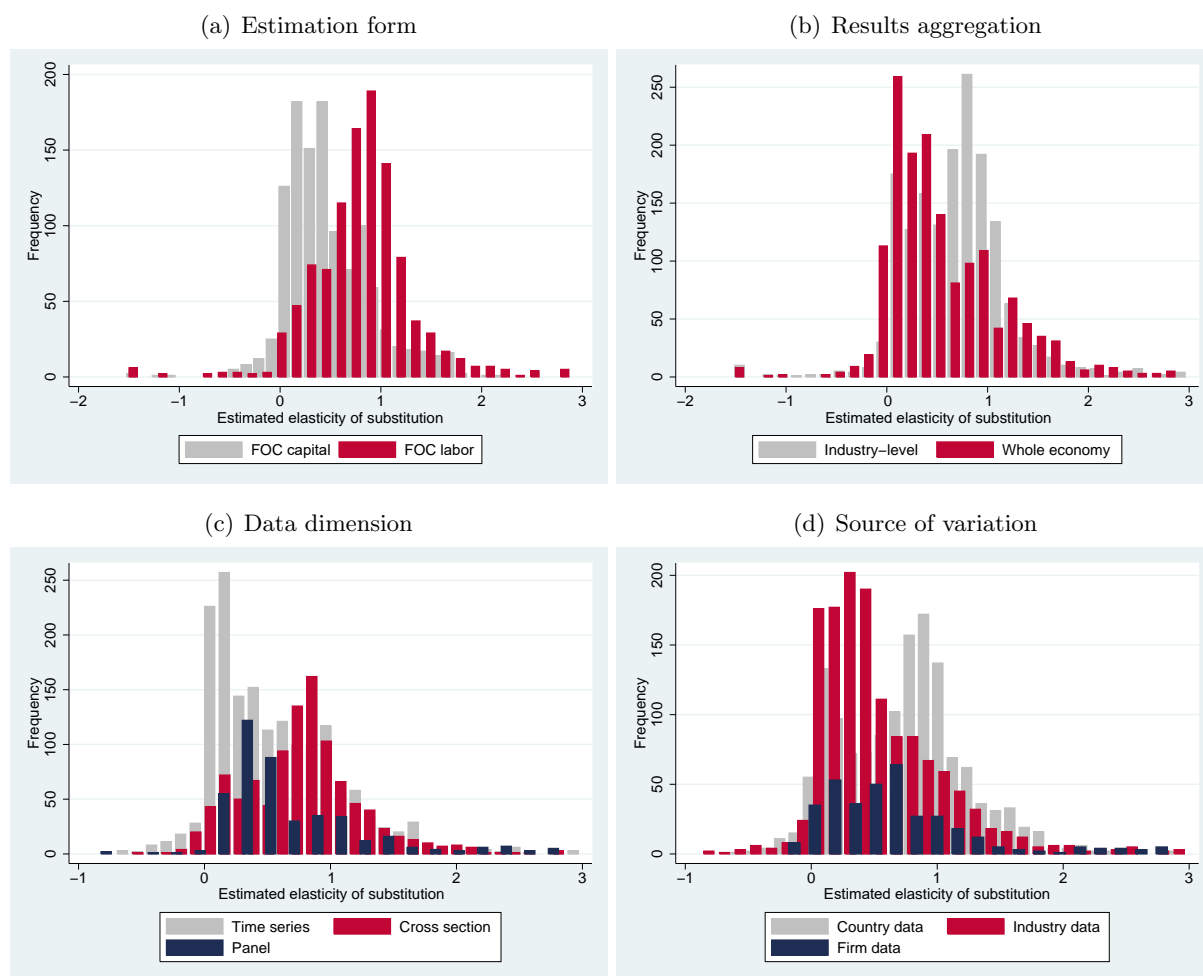 (a) Estimation form
Frequency
200
150
100
50
0
−2 −1 0 1 2 3
Estimated elasticity of substitution
FOC capital FOC labor
(b) Results aggregation
Frequency
250
200
150
100
50
0
−2 −1 0 1 2 3
Estimated elasticity of substitution
Industry−level Whole economy
(c) Data dimension
Frequency
250
200
150
100
50
0
−1 0 1 2 3
Estimated elasticity of substitution
Time series Cross section
Panel
(d) Source of variation
Frequency
200
150
100
50
0
−1 0 1 2 3
Estimated elasticity of substitution
Country data Industry data
Firm data